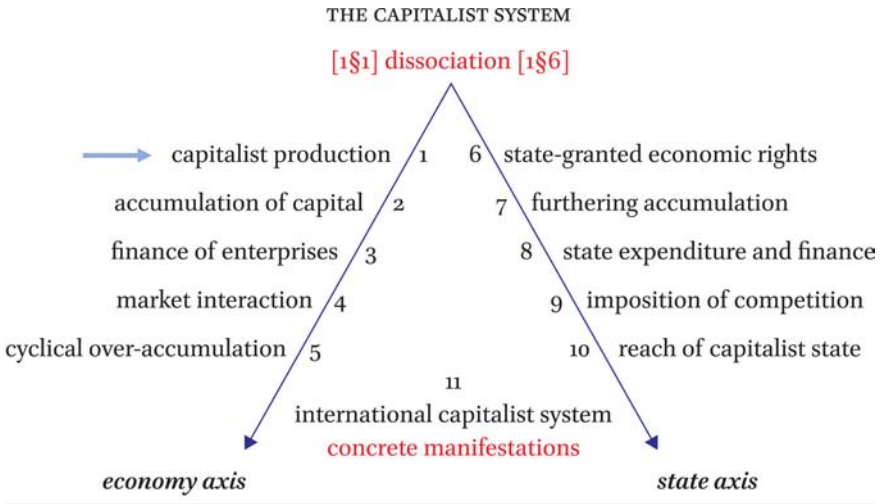 THE CAPITALIST SYSTEM
[1§1] dissociation [1§6]
capitalist production 1 6 state-granted economic rights
accumulation of capital 2 7 furthering accumulation
finance of enterprises 3 8 state expenditure and finance
market interaction 4 9 imposition of competition
cyclical over-accumulation 5 10 reach of capitalist state
11
international capitalist system
concrete manifestations
economy axis state axis